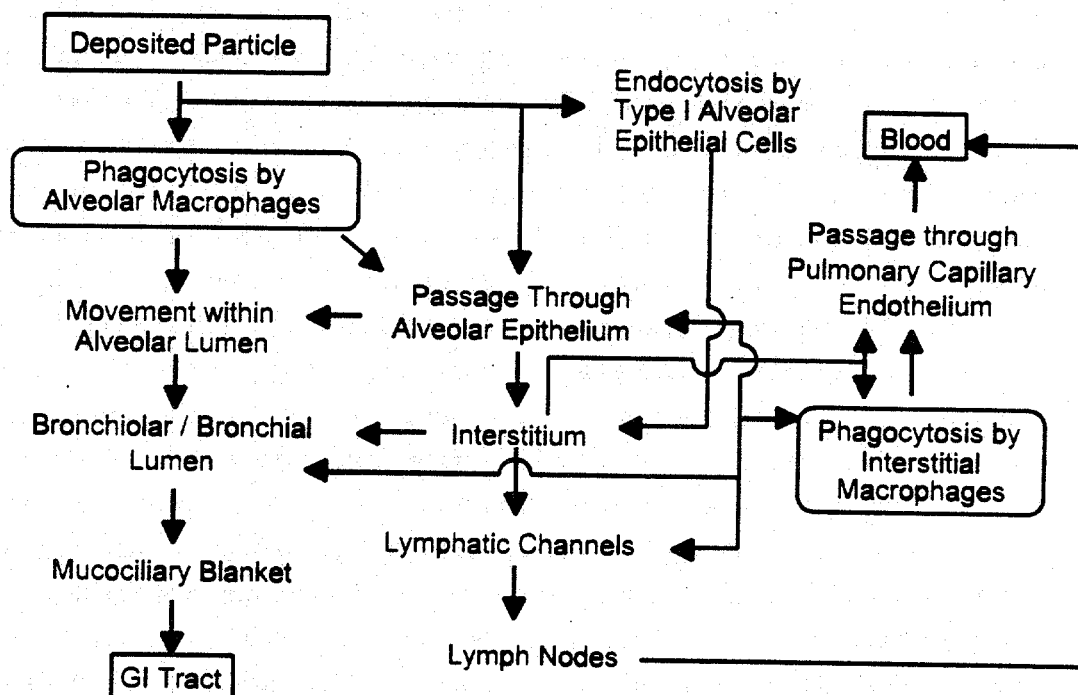 Deposited Particle
Endocytosis by
Type I Alveolar
Epithelial Cells
Blood
Phagocytosis by
Alveolar Macrophages
Passage through
Pulmonary Capillary
Endothelium
Movement within
Alveolar Lumen
Passage Through
Alveolar Epithelium
Bronchiolar / Bronchial
Lumen
Interstitium
Phagocytosis by
Interstitial
Macrophages
Lymphatic Channels
Mucociliary Blanket
Lymph Nodes
GI Tract